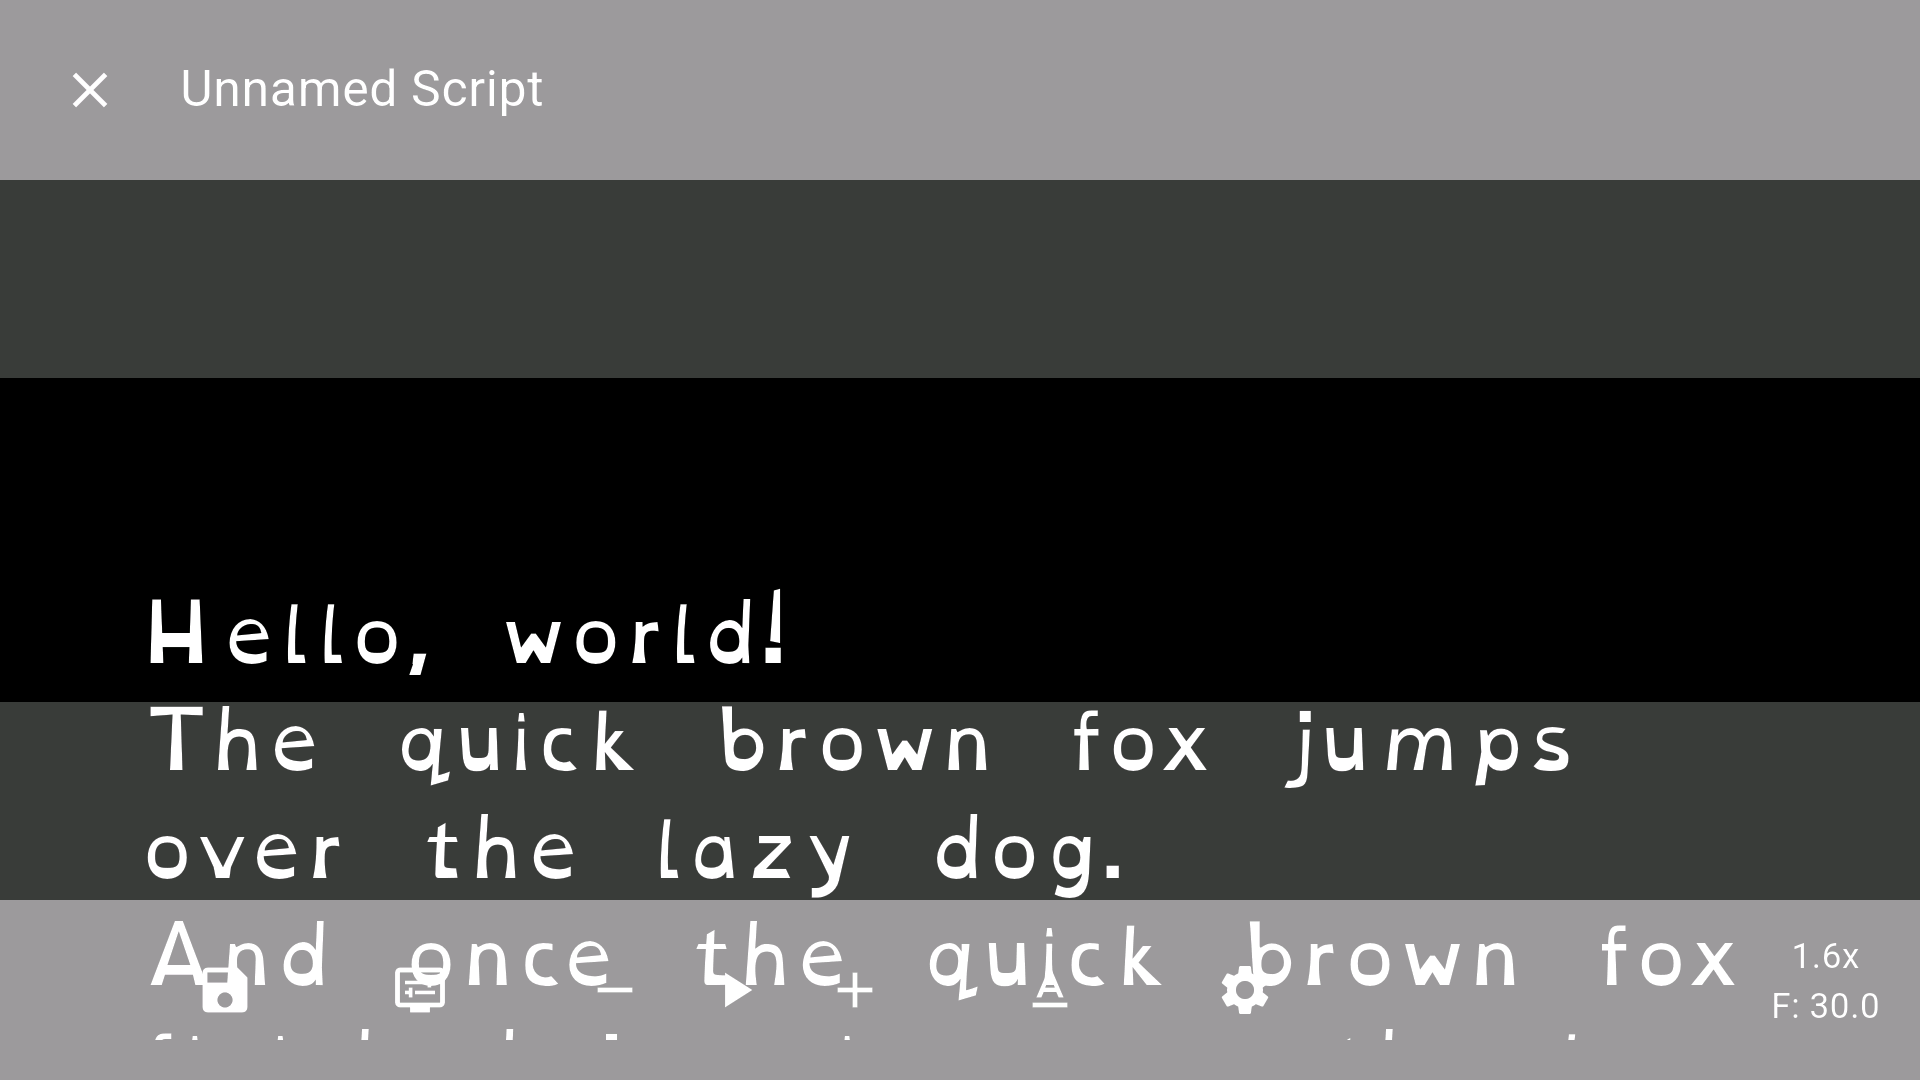 Unnamed Script
Hello, world!
The quick brown fox jumps
over the lazy dog.
And once the quick brown fox
1.6x
F: 30.0